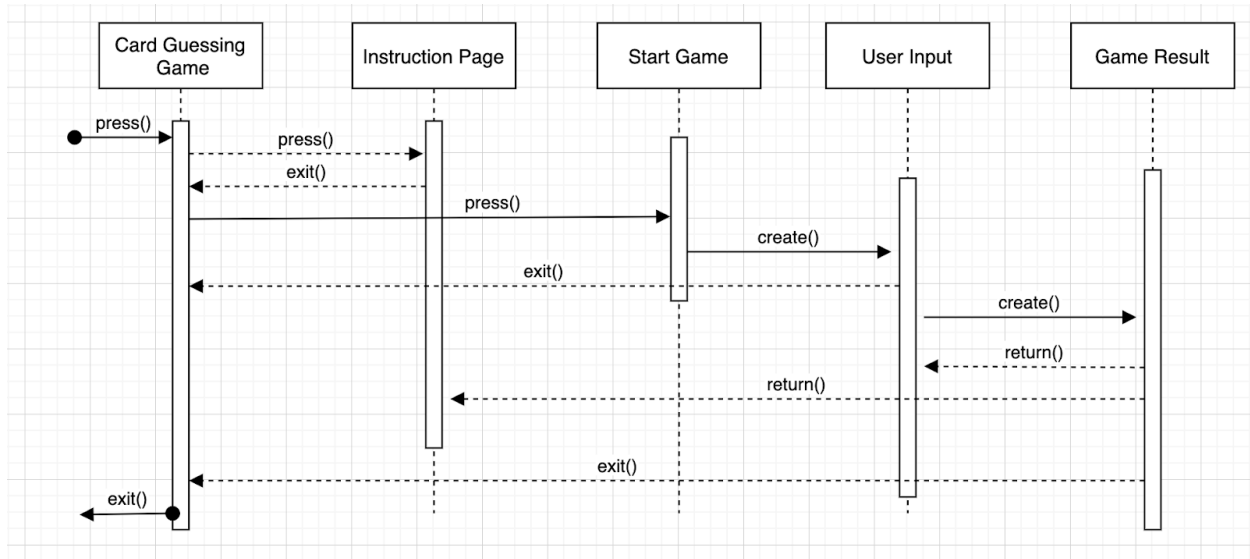 Card Guessing
Game
Instruction Page
Start Game
User Input
Game Result
press()
press()
exit()
press()
create()
exit()
create()
return()
return()
exit()
exit()